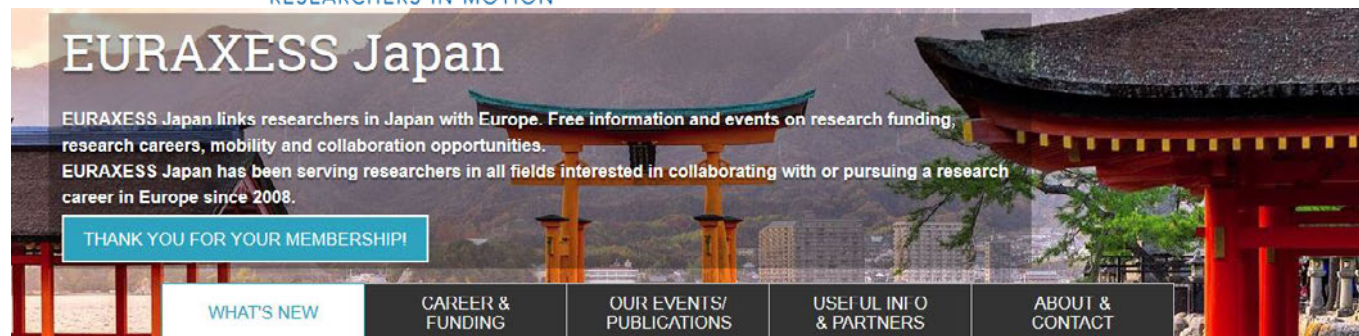 RESEARCHERS IN MOTION
EURAXESS Japan
EURAXESS Japan links researchers in Japan with Europe. Free information and events on research funding,
research careers, mobility and collaboration opportunities.
EURAXESS Japan has been serving researchers in all fields interested in collaborating with or pursuing a research
career in Europe since 2008.
THANK YOU FOR YOUR MEMBERSHIP!
WHAT'S NEW
CAREER &
FUNDING
OUR EVENTS/
PUBLICATIONS
USEFUL INFO
& PARTNERS
ABOUT &
CONTACT